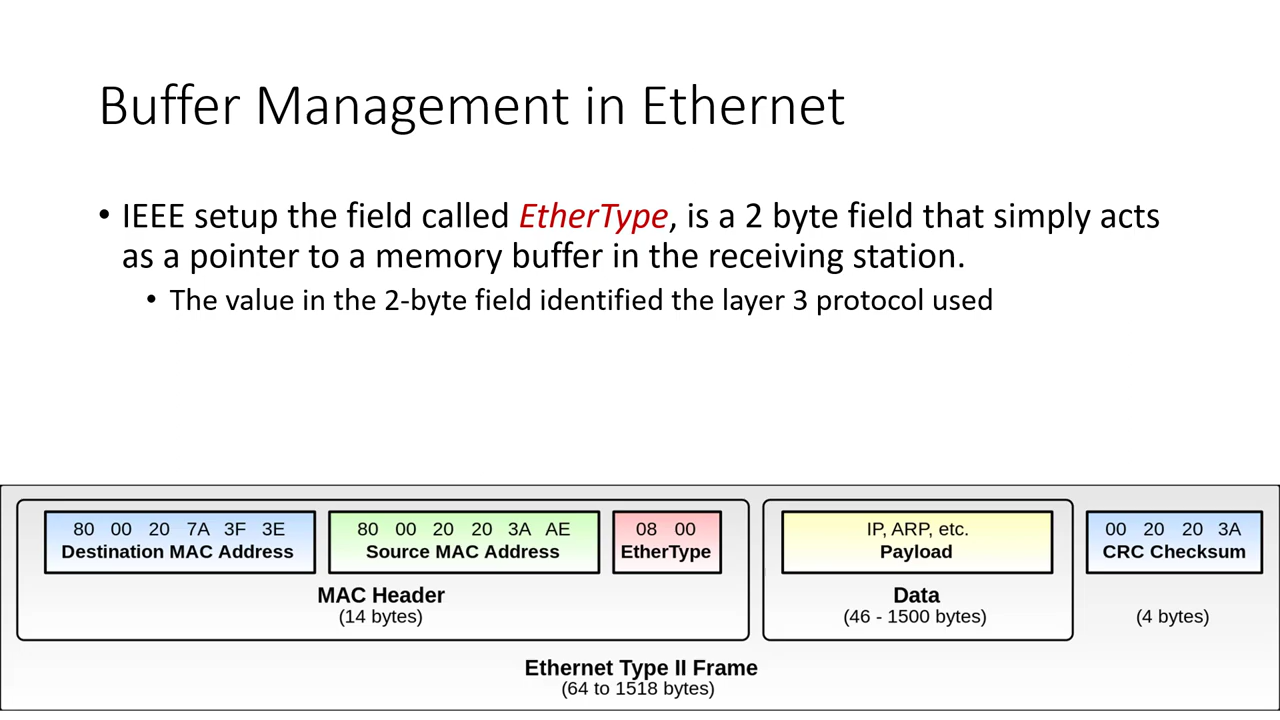 Buffer Management in Ethernet
• IEEE setup the field called EtherType, is a 2 byte field that simply acts
as a pointer to a memory buffer in the receiving station.
• The value in the 2-byte field identified the layer 3 protocol used
80 00 20 7A 3F 3E
Destination MAC Address
80 00 20 20 3A AE
Source MAC Address
08 00
EtherType
MAC Header
(14 bytes)
IP, ARP, etc.
Payload
Data
(46 - 1500 bytes)
00 20 20 3A
CRC Checksum
(4 bytes)
Ethernet Type II Frame
(64 to 1518 bytes)